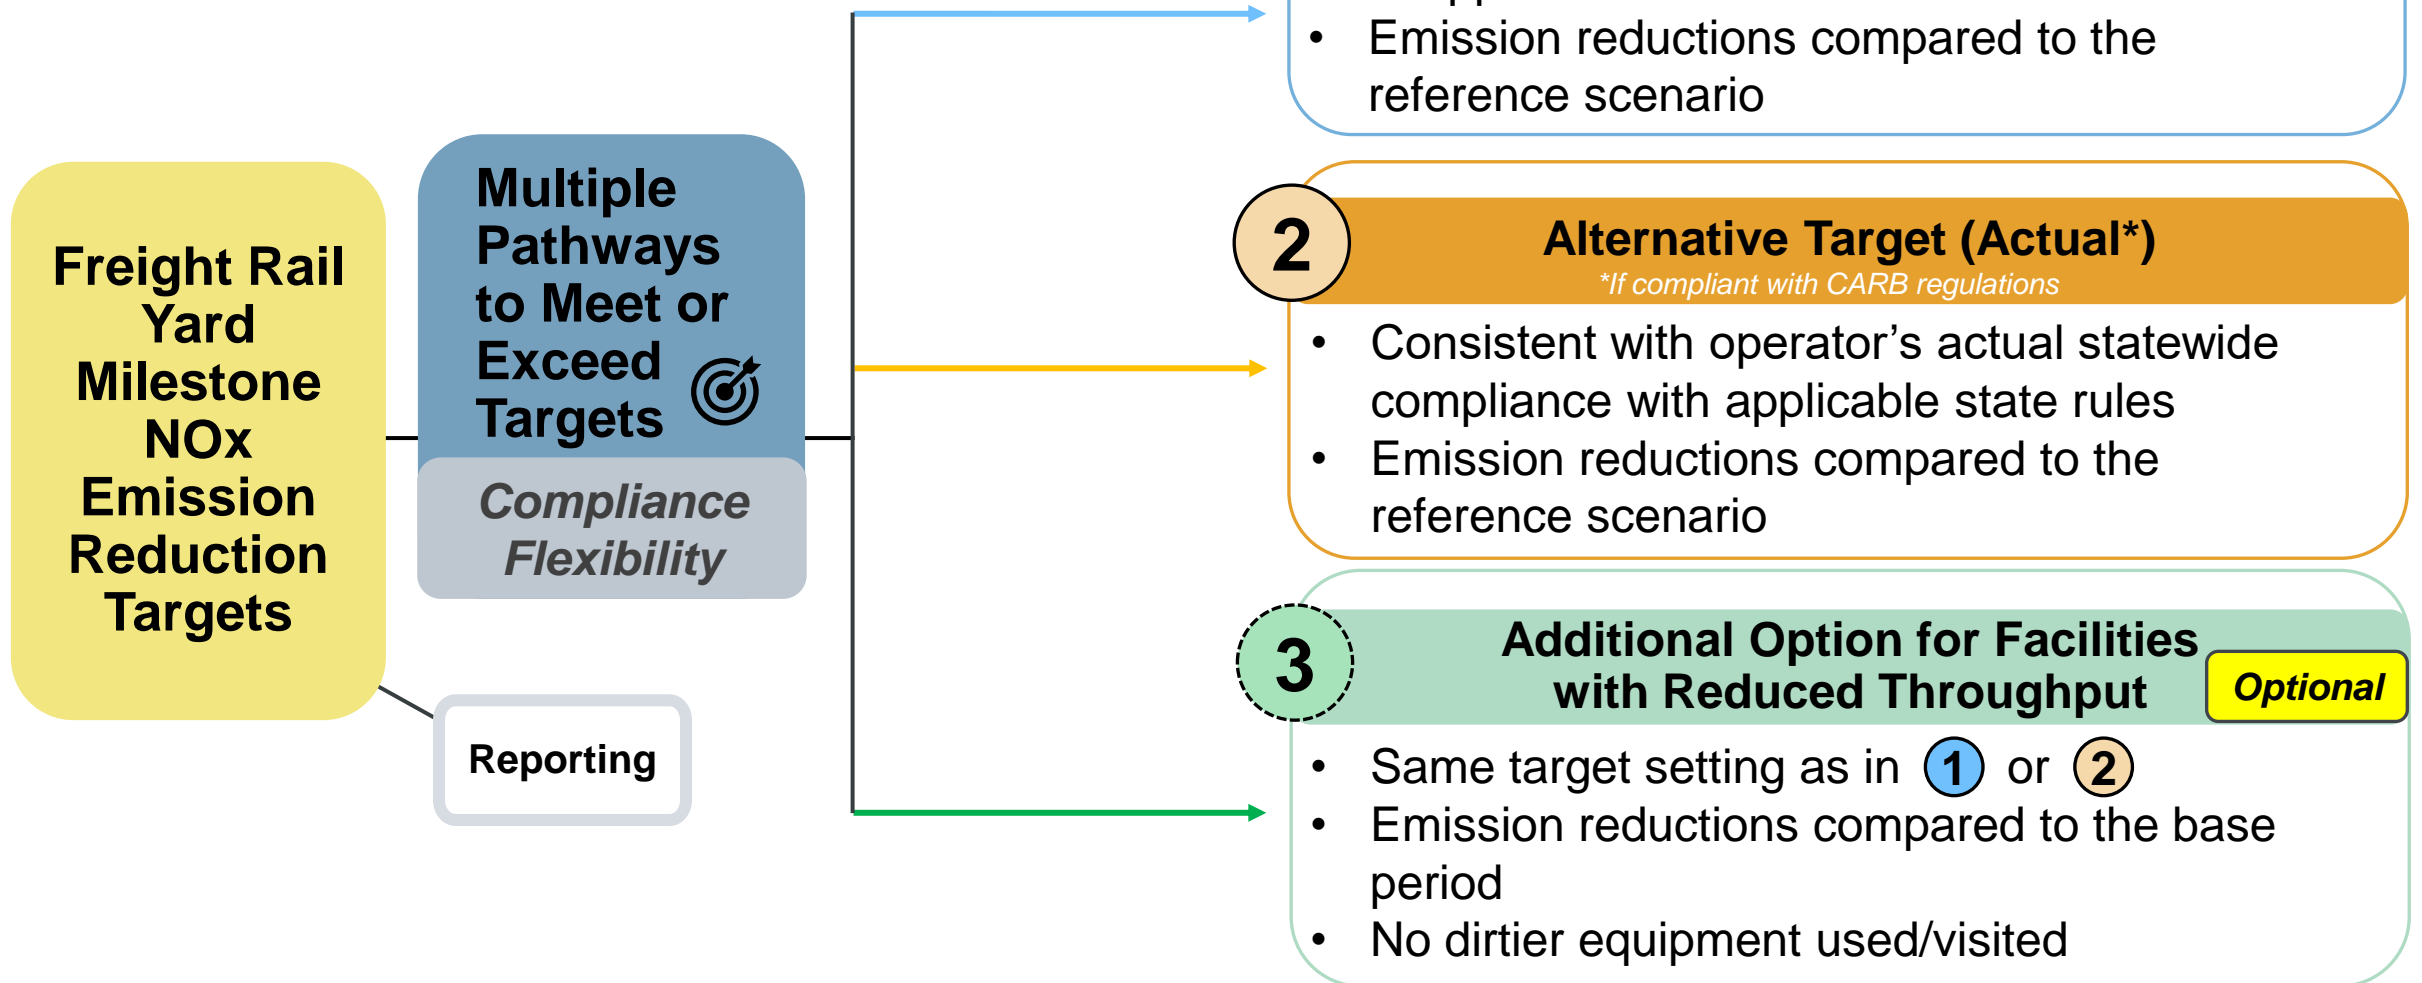 Freight Rail
Yard
Milestone
NOx
Emission
Reduction
Targets
Multiple
Pathways
to Meet or
Exceed
Targets
Compliance
Flexibility
Reporting
• Emission reductions compared to the
reference scenario
2
Alternative Target (Actual*)
*If compliant with CARB regulations
• Consistent with operator’s actual statewide
compliance with applicable state rules
• Emission reductions compared to the
reference scenario
3
Additional Option for Facilities
with Reduced Throughput
Optional
• Same target setting as in 1 or 2
• Emission reductions compared to the base
period
• No dirtier equipment used/visited